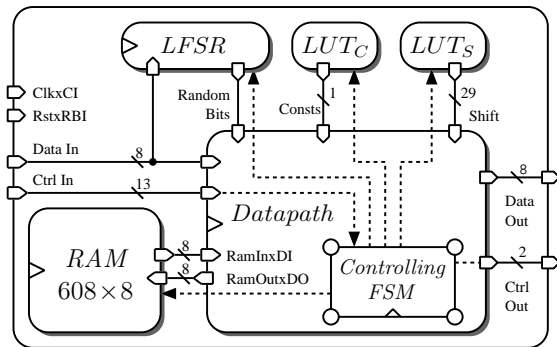 LFSR
LUT_C
LUT_S
ClkxCI
RstxRBI
Random
Bits
1
Consts
29
Shift
Data In
8
Ctrl In
13
8
Data
Out
Datapath
RAM
608×8
8
RamInxDI
8
RamOutxDO
Controlling
FSM
2
Ctrl
Out